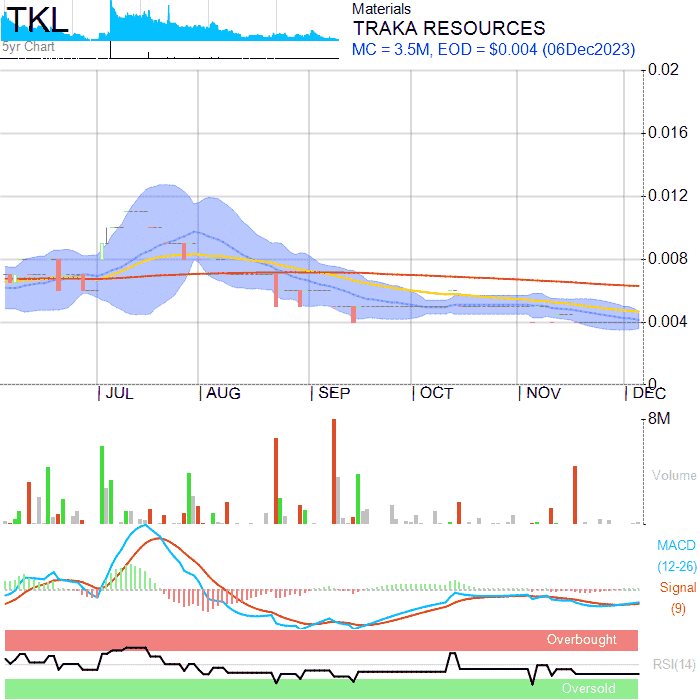 TKL
5yr Chart
Materials
TRAKA RESOURCES
MC = 3.5M, EOD = $0.004 (06Dec2023)
0.02
0.016
0.012
0.008
0.004
0
JUL AUG SEP OCT NOV DEC
8M
Volume
MACD
(12-26)
Signal
(9)
Overbought
RSI(14)
Oversold